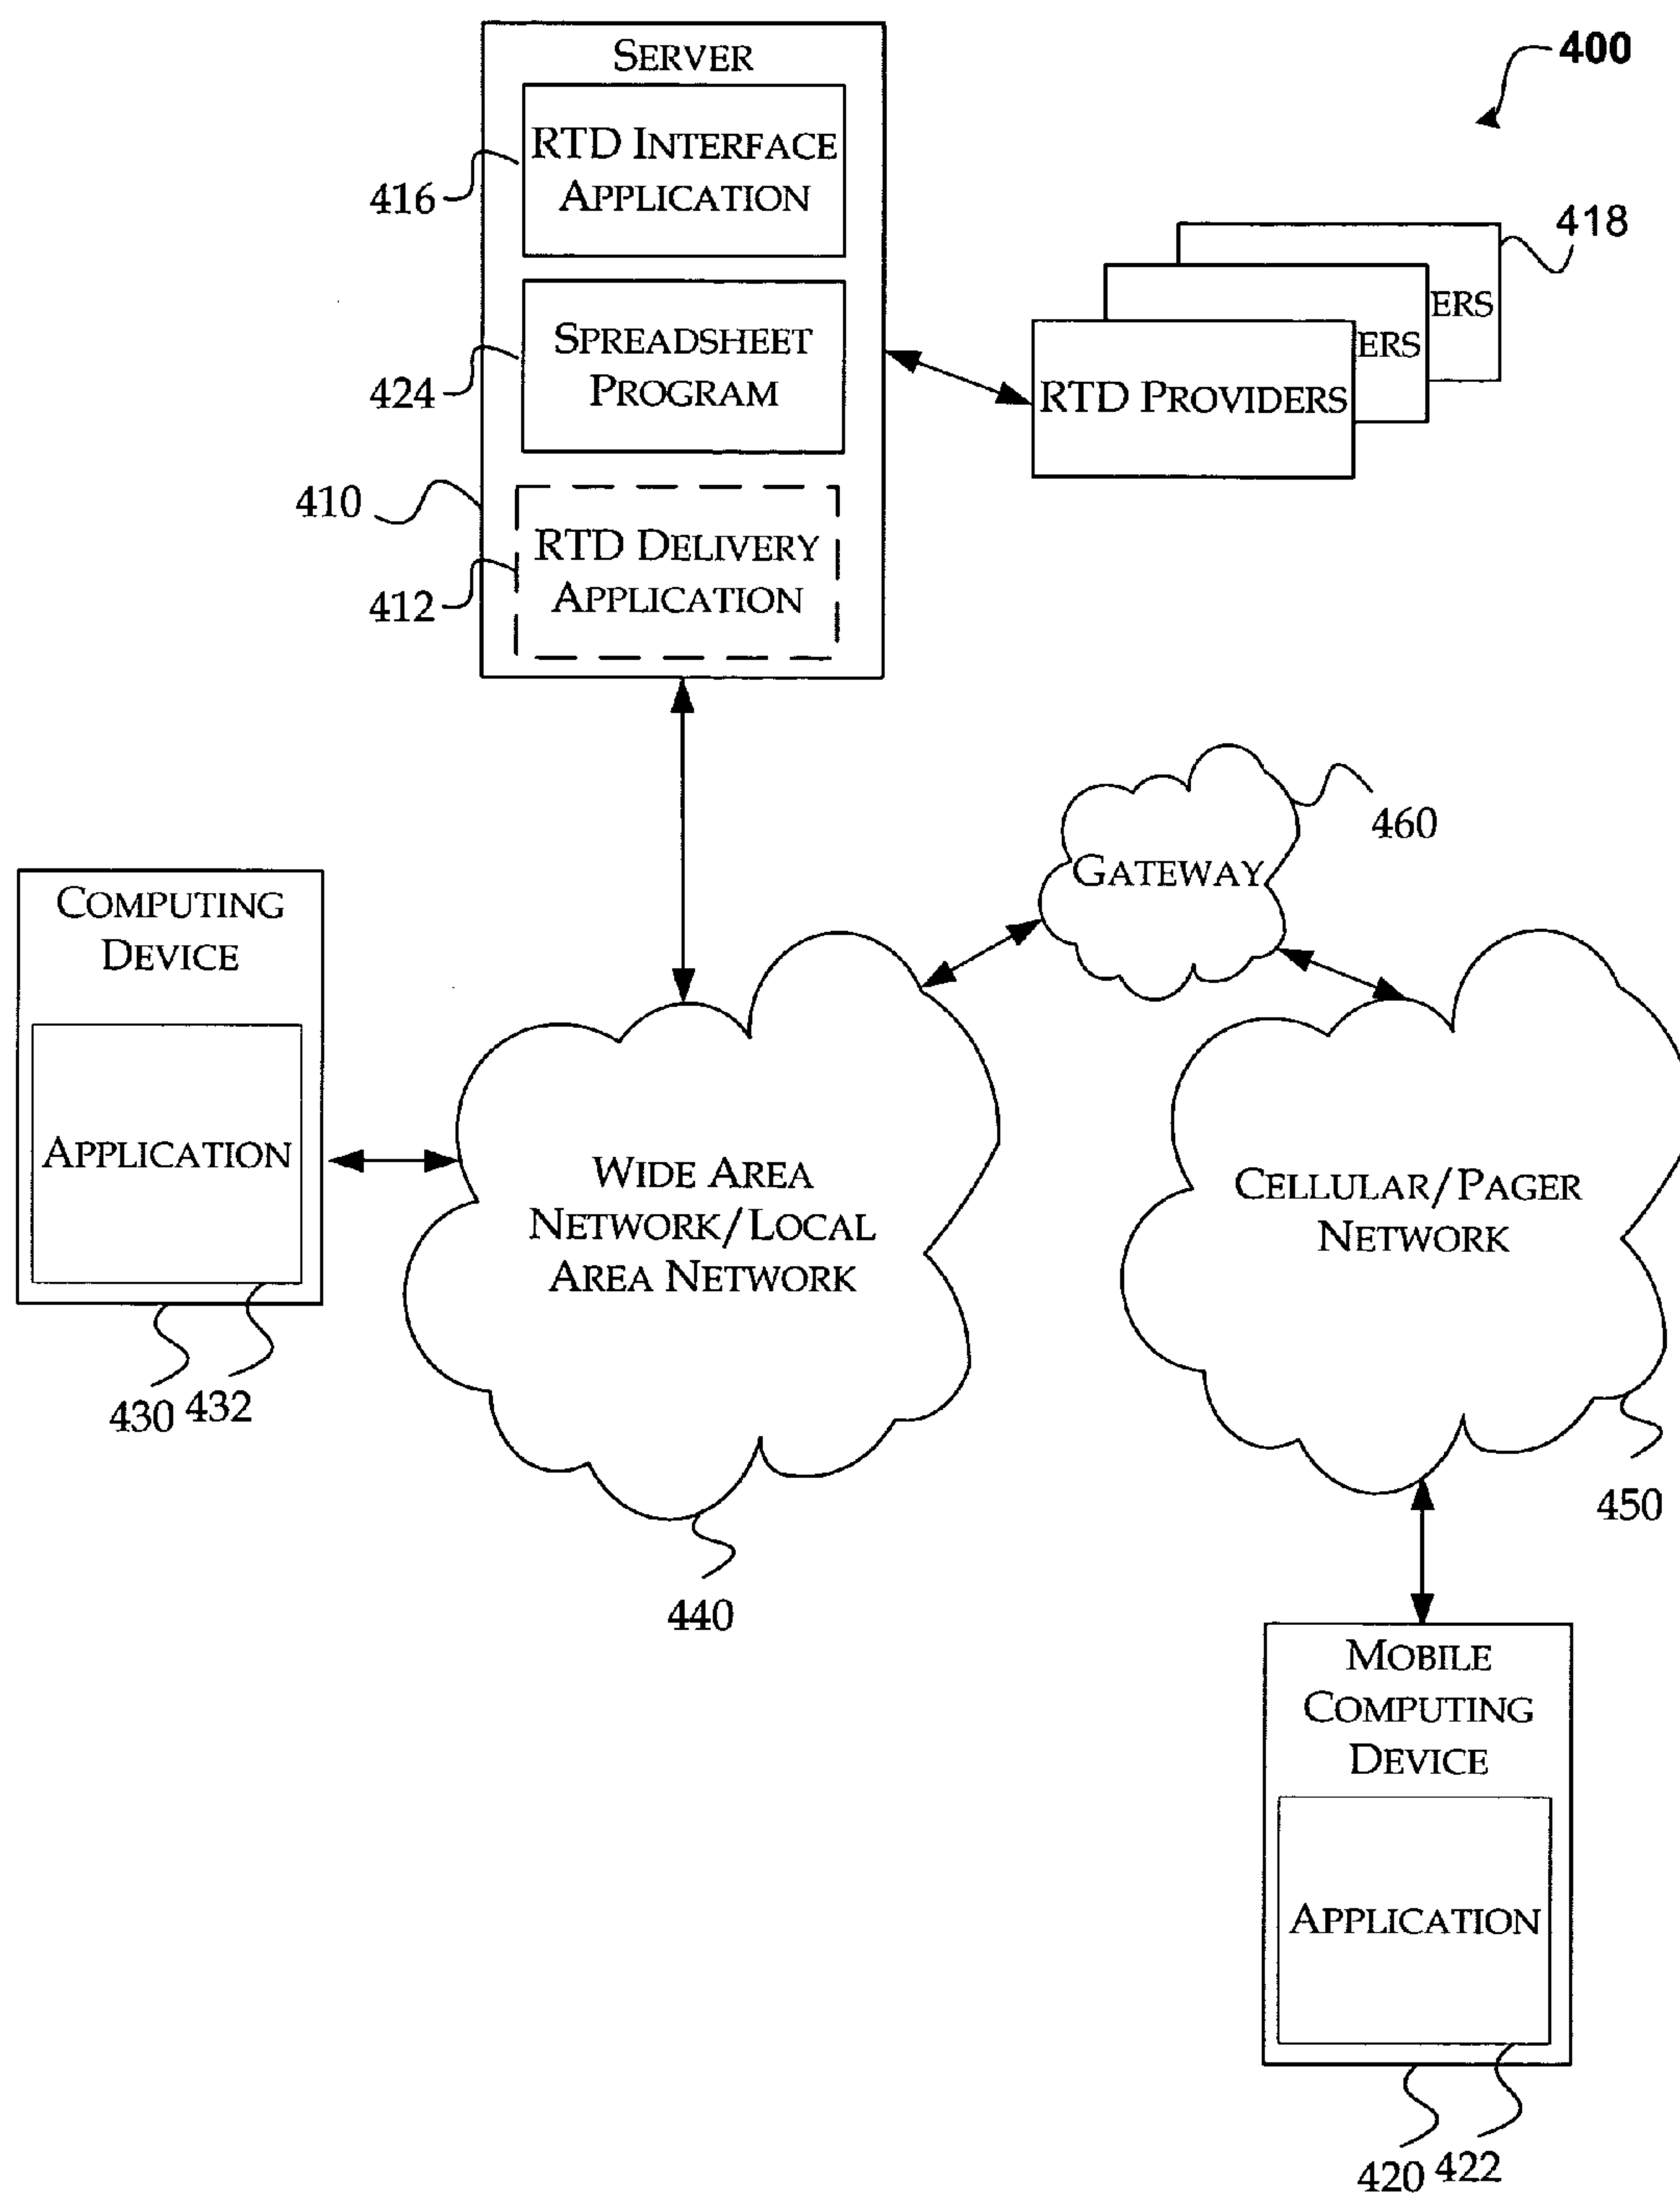 400
SERVER
RTD INTERFACE
APPLICATION
416
418
SPREADSHEET
PROGRAM
424
ERS
ERS
RTD PROVIDERS
410
RTD DELIVERY
APPLICATION
412
460
GATEWAY
COMPUTING
DEVICE
APPLICATION
430 432
WIDE AREA
NETWORK/LOCAL
AREA NETWORK
440
CELLULAR/PAGER
NETWORK
450
MOBILE
COMPUTING
DEVICE
APPLICATION
420 422